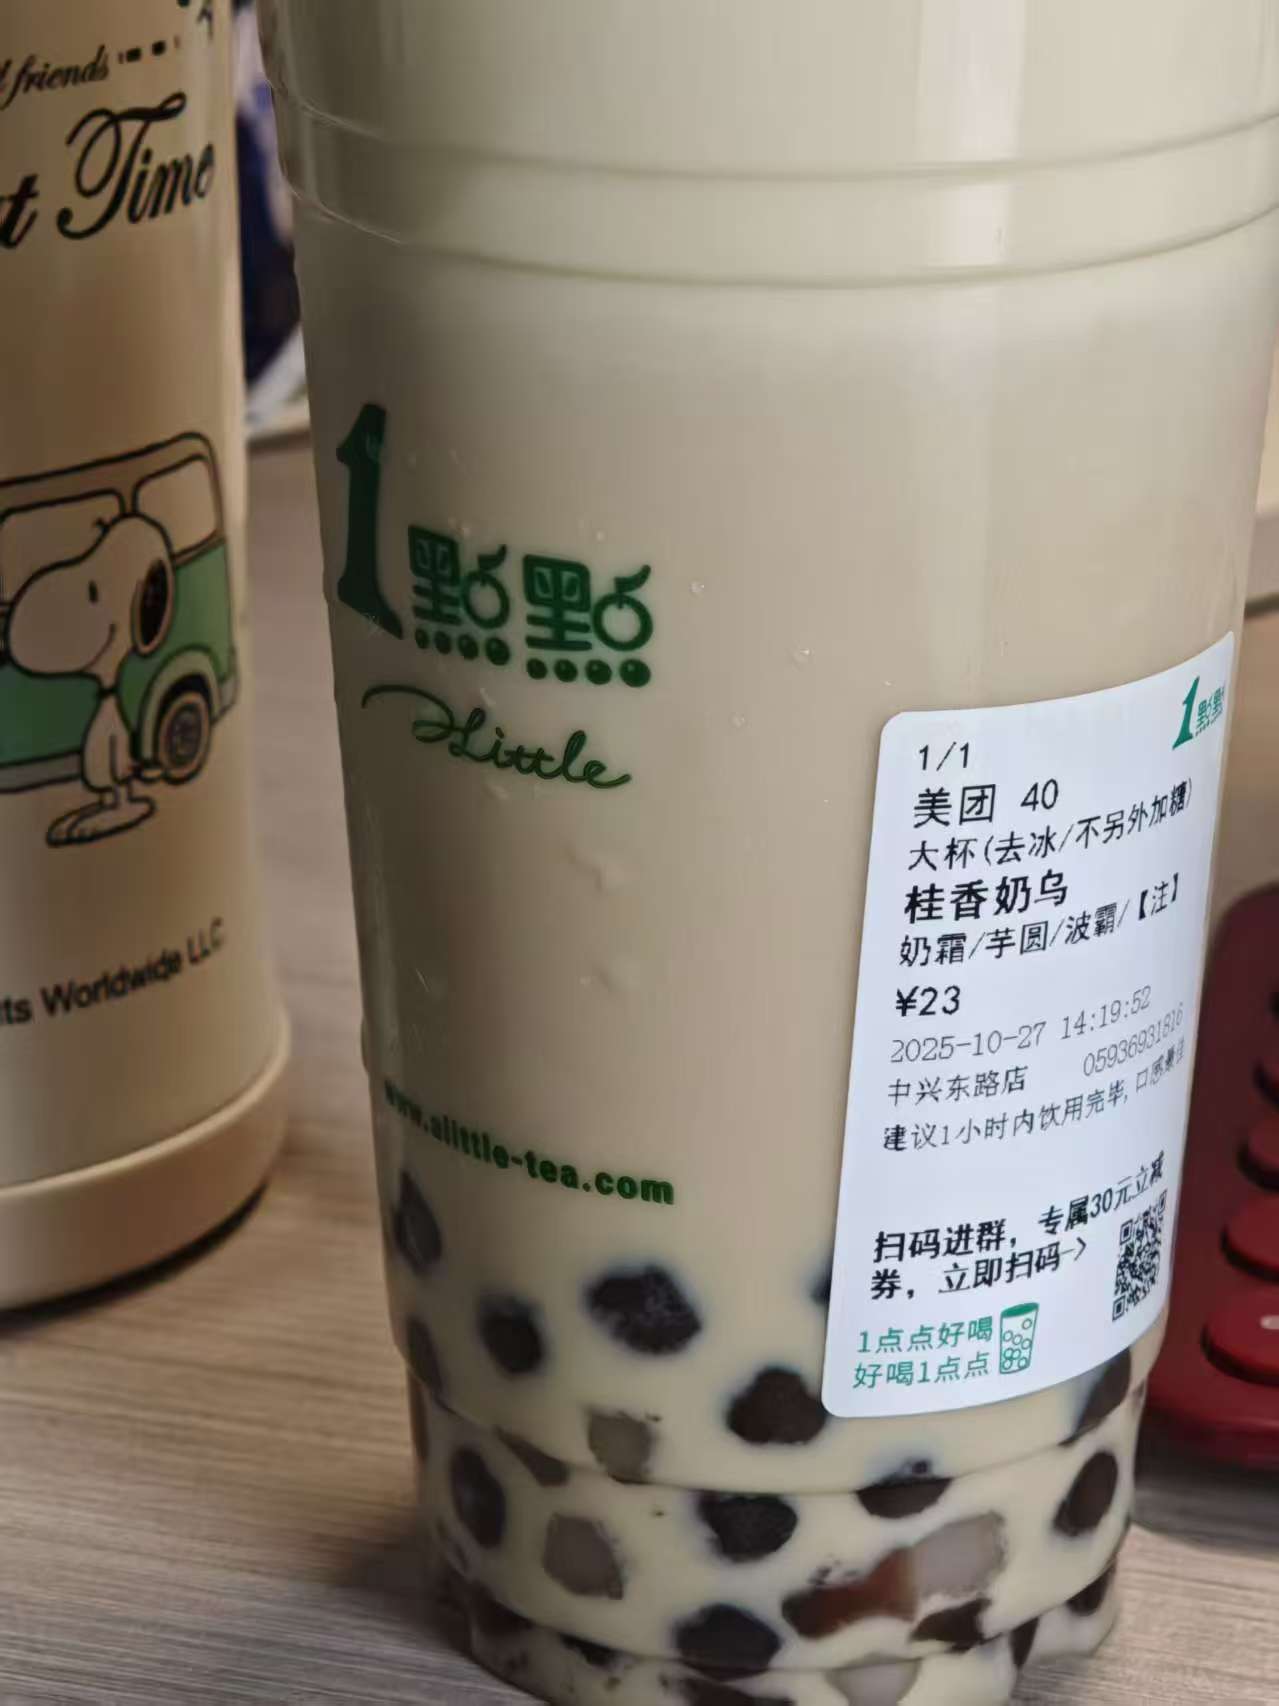 friends
Time
Worldwide LLC
1點點
alittle
www.alittle-tea.com
1點點
1/1
美团 40
大杯(去冰/不另外加糖)
桂香奶乌
奶霜/芋圆/波霸/【注】
¥23
2025-10-27 14:19:52
中兴东路店 05936931816
建议1小时内饮用完毕,口感最佳
扫码进群，专属30元立减
券，立即扫码->
1点点好喝
好喝1点点